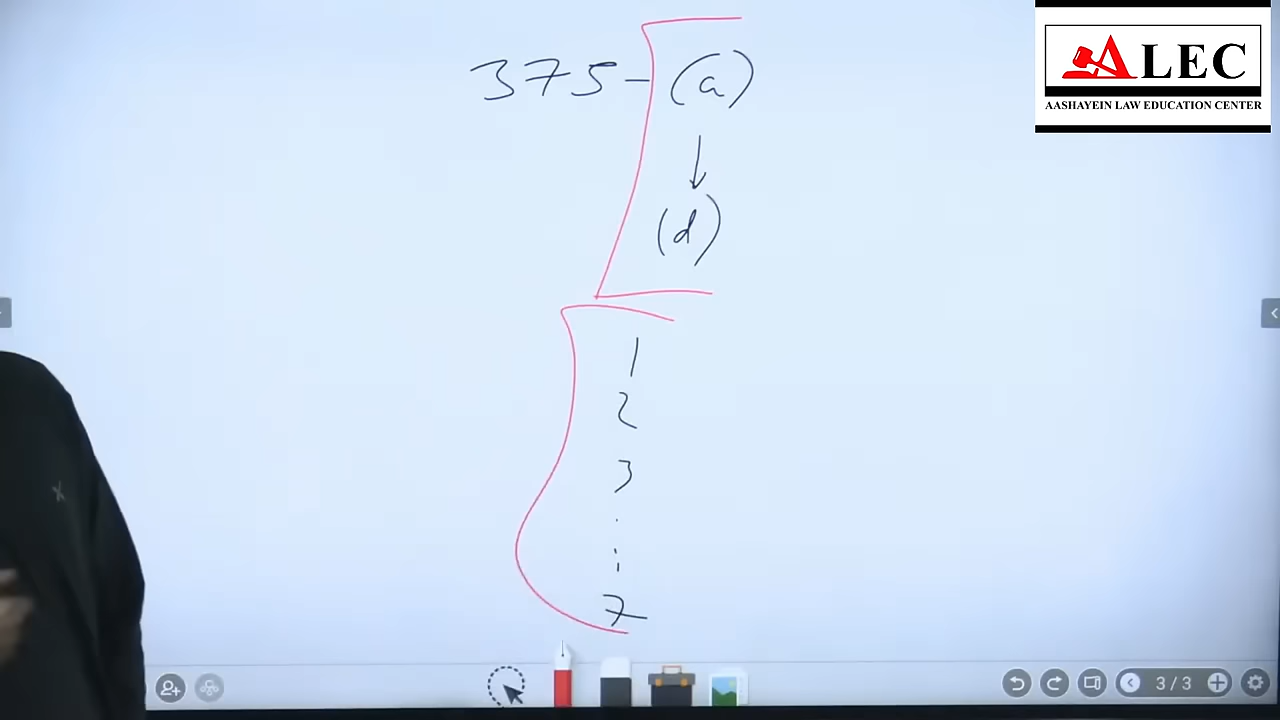 375-(a)
↓
(d)
1
2
3
.
:
7
ALEC
AASHAYEIN LAW EDUCATION CENTER
3/3